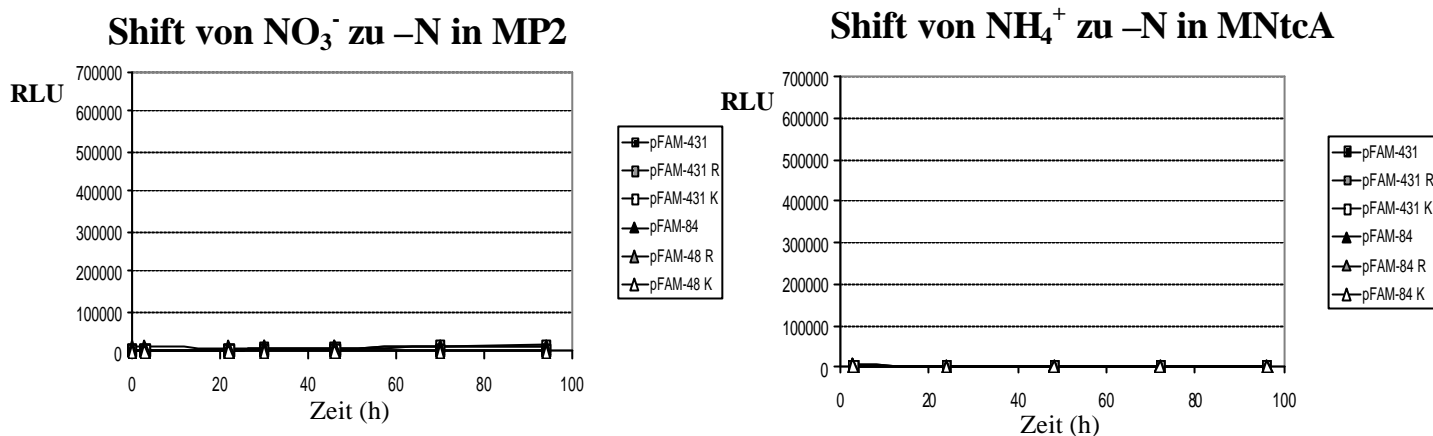 Shift von NO₃⁻ zu –N in MP2
RLU
700000
600000
500000
400000
300000
200000
100000
0
0 20 40 60 80 100
Zeit (h)
pFAM-431
pFAM-431 R
pFAM-431 K
pFAM-84
pFAM-48 R
pFAM-48 K
Shift von NH₄⁺ zu –N in MNtcA
RLU
700000
600000
500000
400000
300000
200000
100000
0
0 20 40 60 80 100
Zeit (h)
pFAM-431
pFAM-431 R
pFAM-431 K
pFAM-84
pFAM-84 R
pFAM-84 K